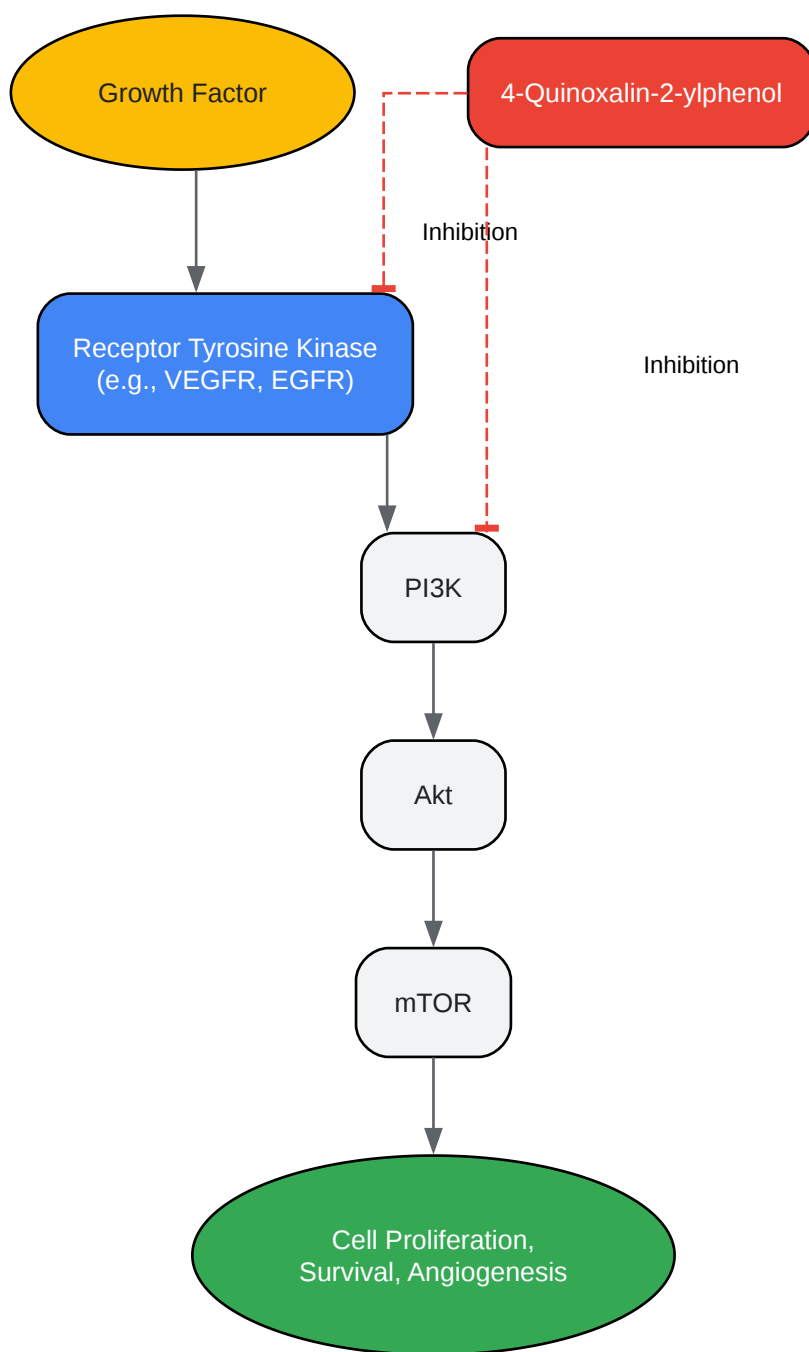 Growth Factor
4-Quinoxalin-2-ylphenol
Inhibition
Receptor Tyrosine Kinase
(e.g., VEGFR, EGFR)
Inhibition
PI3K
Akt
mTOR
Cell Proliferation,
Survival, Angiogenesis